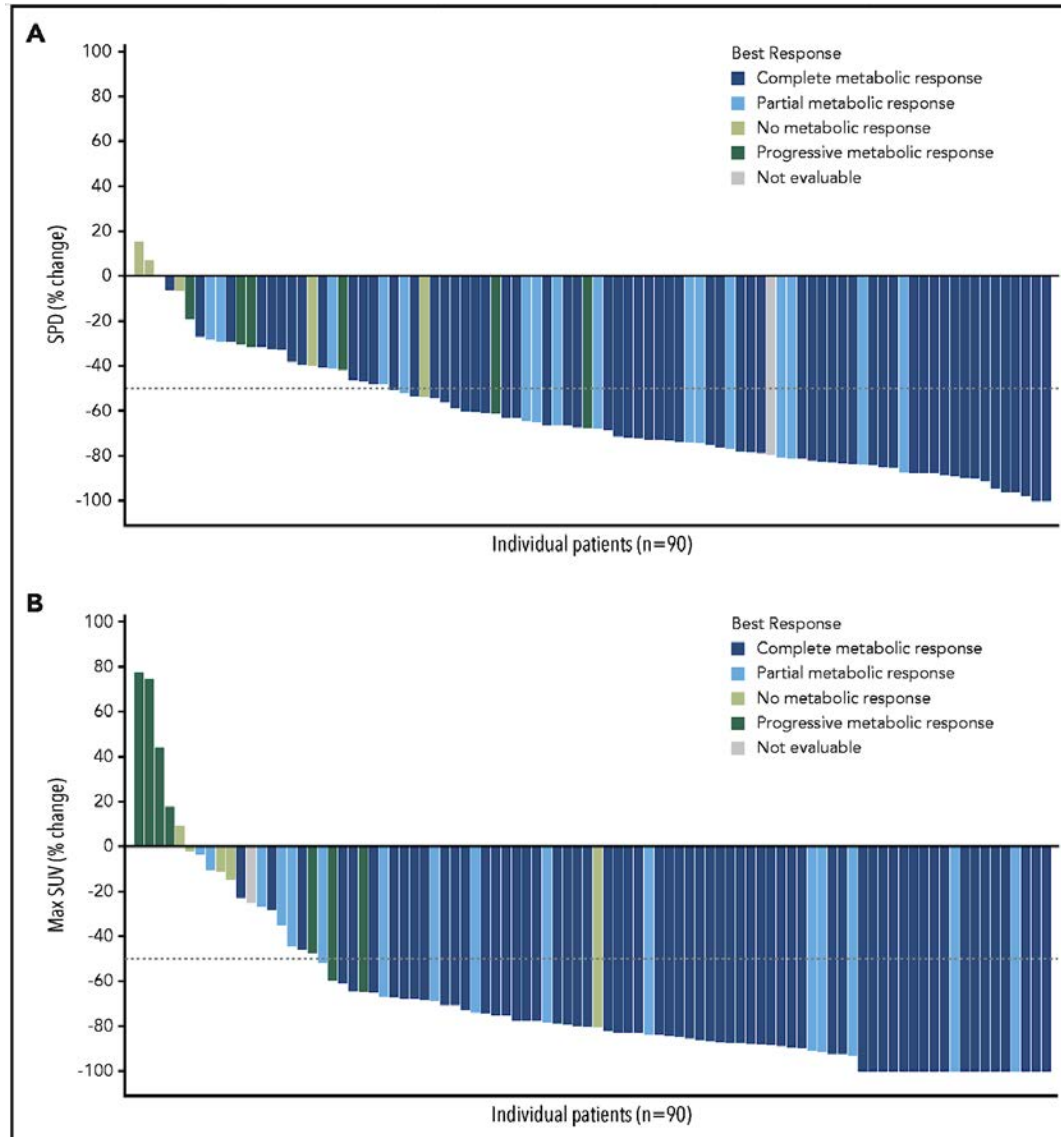 A
100
80
60
40
20
0
-20
-40
-60
-80
-100
SPD (% change)
Best Response
Complete metabolic response
Partial metabolic response
No metabolic response
Progressive metabolic response
Not evaluable
Individual patients (n=90)
B
100
80
60
40
20
0
-20
-40
-60
-80
-100
Max SUV (% change)
Best Response
Complete metabolic response
Partial metabolic response
No metabolic response
Progressive metabolic response
Not evaluable
Individual patients (n=90)